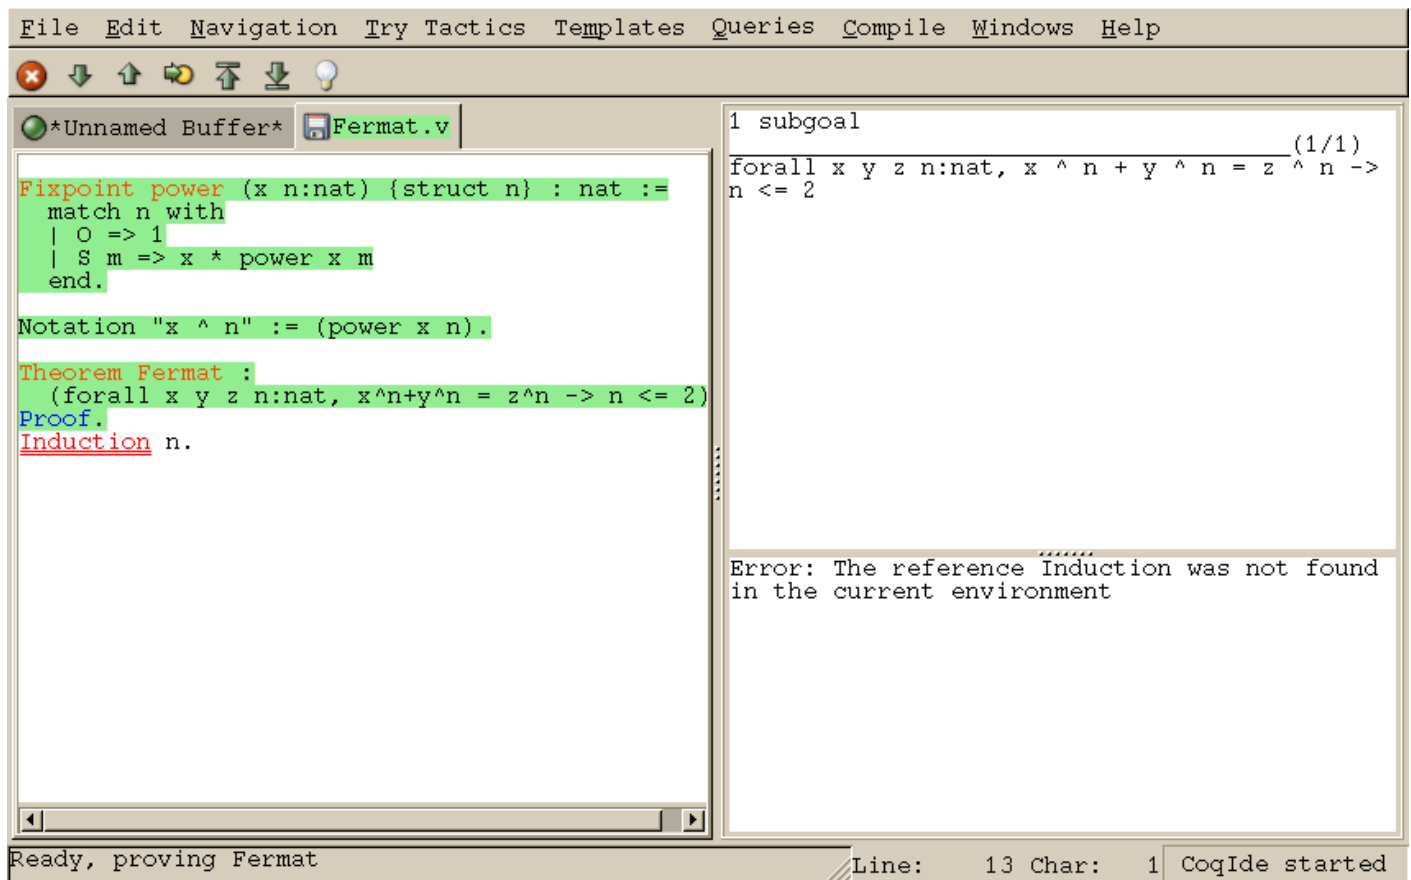 File Edit Navigation Try Tactics Templates Queries Compile Windows Help
*Unnamed Buffer* Fermat.v
Fixpoint power (x n:nat) {struct n} : nat :=
match n with
| O => 1
| S m => x * power x m
end.
Notation "x ^ n" := (power x n).
Theorem Fermat :
(forall x y z n:nat, x^n+y^n = z^n -> n <= 2)
Proof.
Induction n.
1 subgoal
(1/1)
forall x y z n:nat, x ^ n + y ^ n = z ^ n ->
n <= 2
Error: The reference Induction was not found
in the current environment
Ready, proving Fermat
Line: 13 Char: 1 CoqIde started